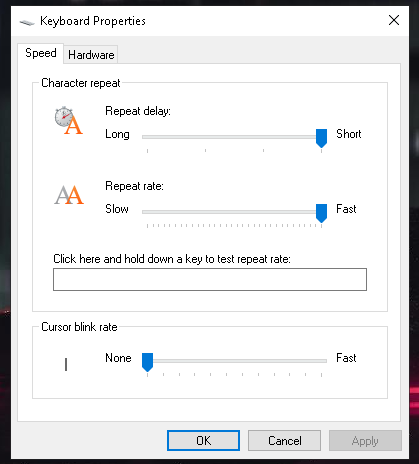 Keyboard Properties
Speed Hardware
Character repeat
Repeat delay:
Long Short
Repeat rate:
Slow Fast
Click here and hold down a key to test repeat rate:
Cursor blink rate
None Fast
OK Cancel Apply